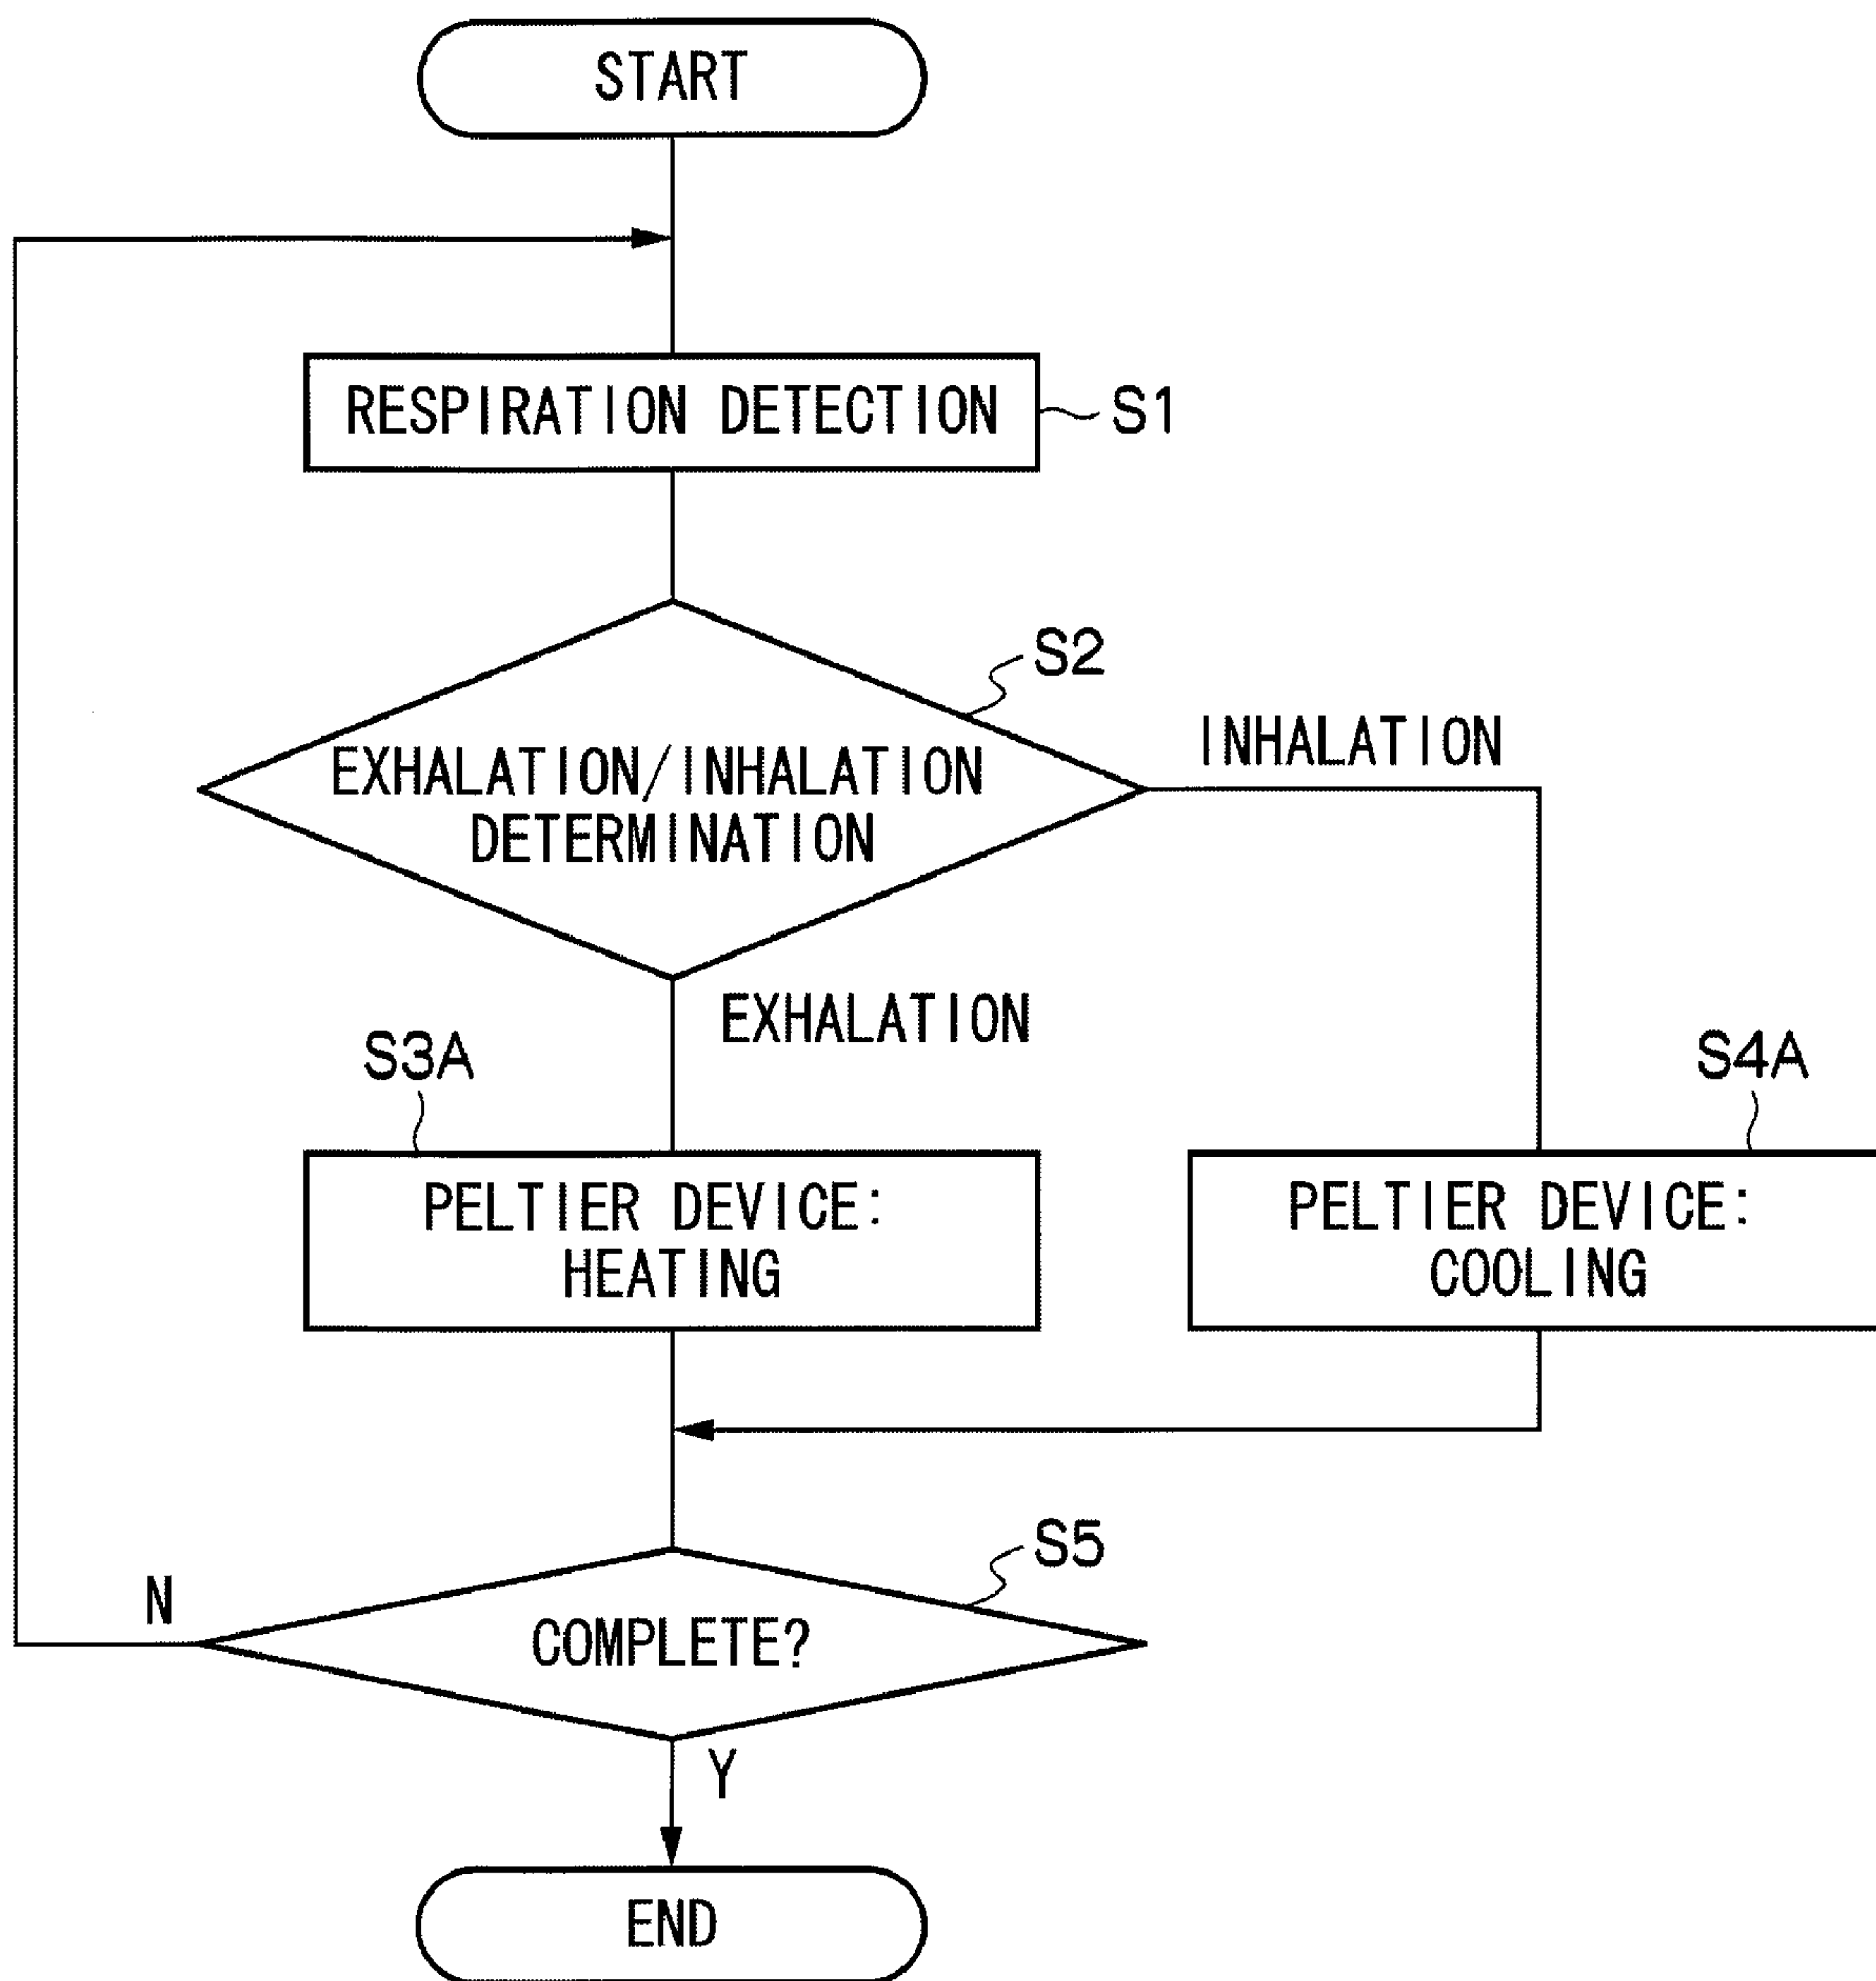 START
RESPIRATION DETECTION
S1
S2
EXHALATION/INHALATION
DETERMINATION
INHALATION
EXHALATION
S3A
S4A
PELTIER DEVICE:
HEATING
PELTIER DEVICE:
COOLING
S5
N
COMPLETE?
Y
END